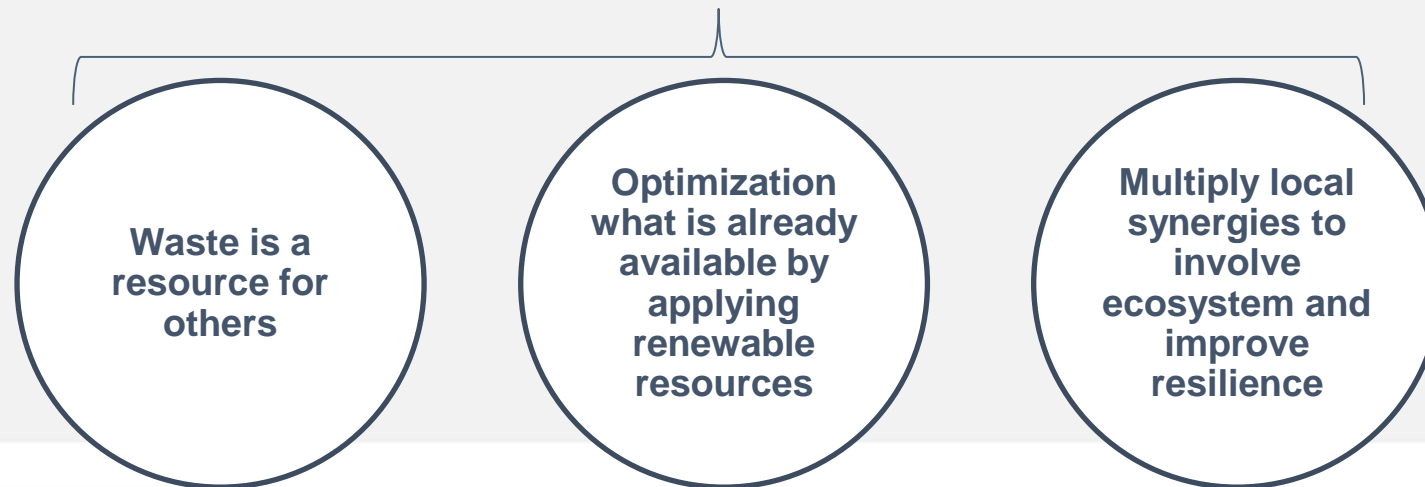 Waste is a
resource for
others
Optimization
what is already
available by
applying
renewable
resources
Multiply local
synergies to
involve
ecosystem and
improve
resilience